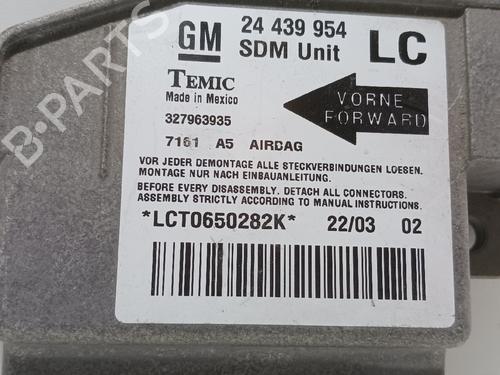 GM 24 439 954 LC
SDM Unit
TEMIC
Made in Mexico
VORNE
FORWARD
327963935
7161 A5 AIRBAG
VOR JEDER DEMONTAGE ALLE STECKVERBINDUNGEN LOESEN.
MONTAGE NUR NACH EINBAUANLEITUNG.
BEFORE EVERY DISASSEMBLY. DETACH ALL CONNECTORS.
ASSEMBLY STRICTLY ACCORDING TO MANUAL INSTRUCTIONS.
*LCT0650282K* 22/03 02